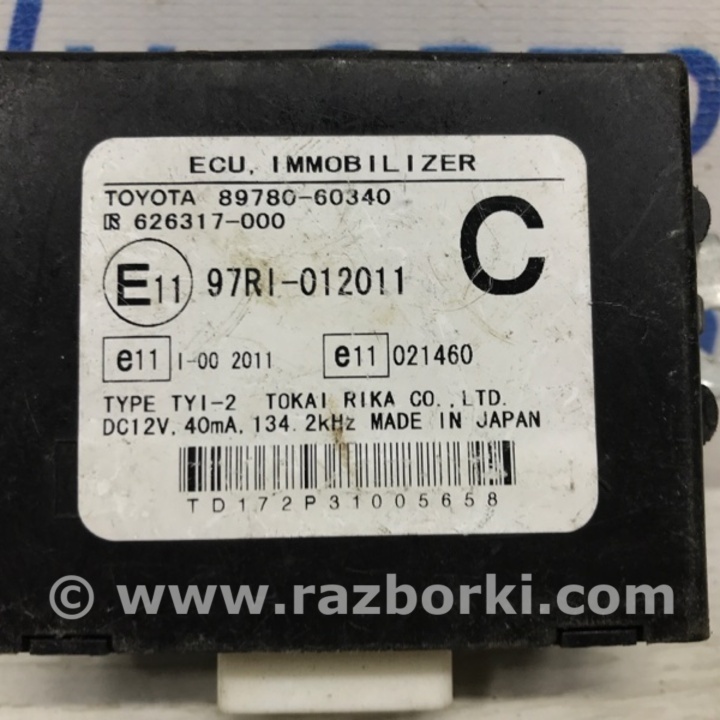 ECU, IMMOBILIZER
TOYOTA 89780-60340
626317-000
C
E11 97RI-012011
e11 I-00 2011 e11 021460
TYPE TYI-2 TOKAI RIKA CO.,LTD.
DC12V, 40mA, 134.2kHz MADE IN JAPAN
TD172P31005658
© www.razborki.com